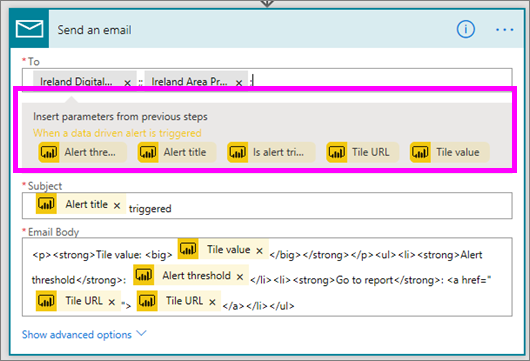 Send an email
* To
Ireland Digital... × ; Ireland Area Pr... × ;
Insert parameters from previous steps
When a data driven alert is triggered
Alert thre... Alert title Is alert tri... Tile URL Tile value
* Subject
Alert title × triggered
* Email Body
<p><strong>Tile value: <big> Tile value × </big></strong></p><ul><li><strong>Alert
threshold</strong>: Alert threshold × </li><li><strong>Go to report</strong>: <a href="
Tile URL × "> Tile URL × </a></li></ul>
Show advanced options